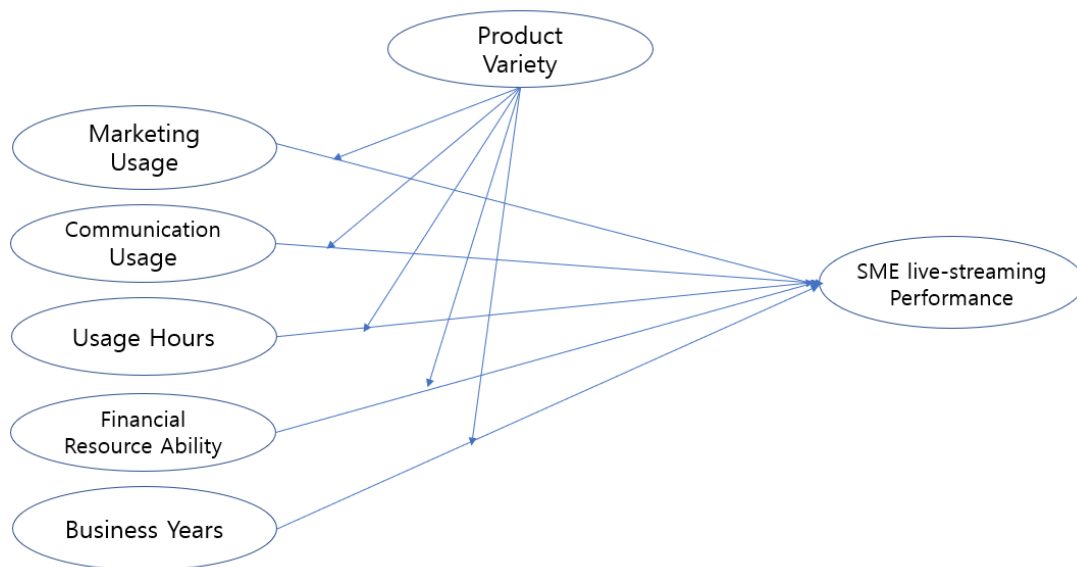 Product
Variety
Marketing
Usage
Communication
Usage
Usage Hours
Financial
Resource Ability
Business Years
SME live-streaming
Performance